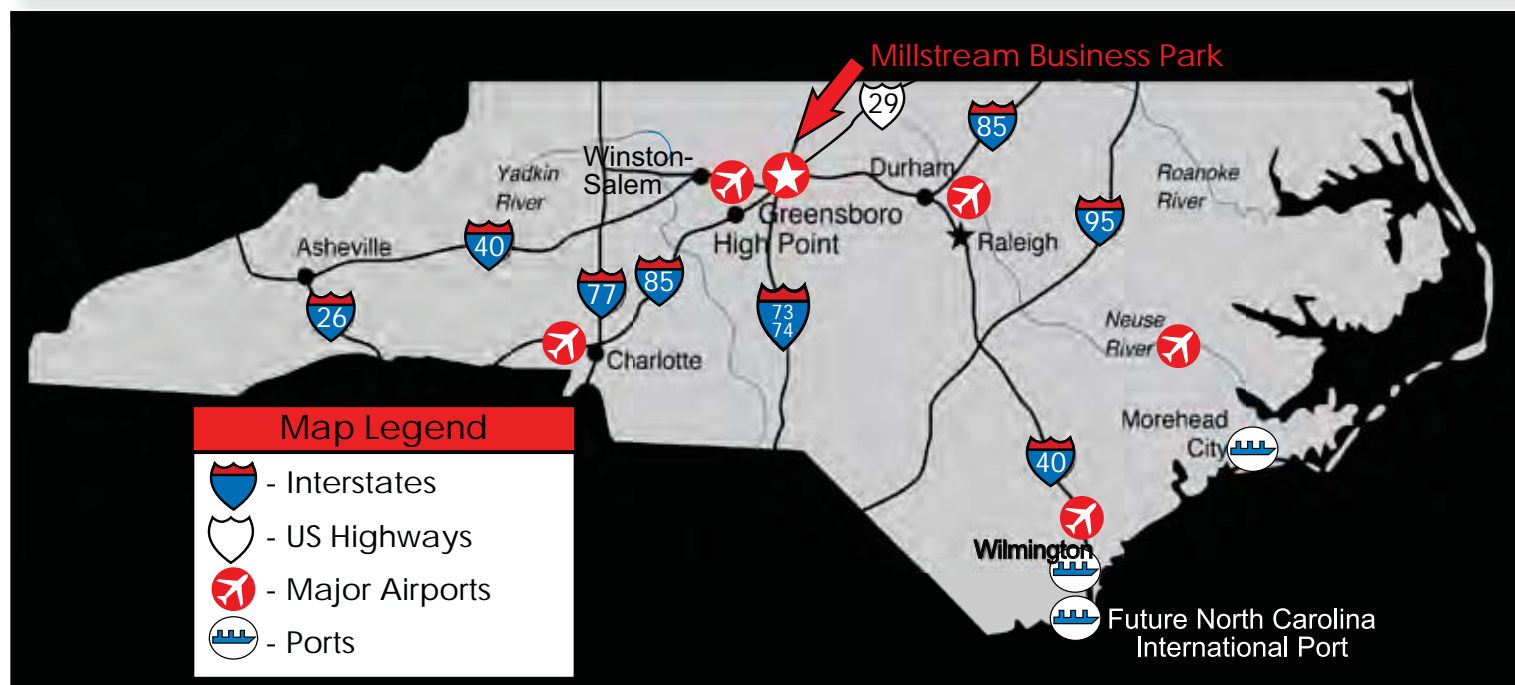 Millstream Business Park
29
85
Winston-
Salem
Durham
Yadkin
River
Roanoke
River
95
Greensboro
High Point
Raleigh
Asheville
40
77
85
73
74
26
Neuse
River
Charlotte
Morehead
City
40
Wilmington
Future North Carolina
International Port
Map Legend
- Interstates
- US Highways
- Major Airports
- Ports